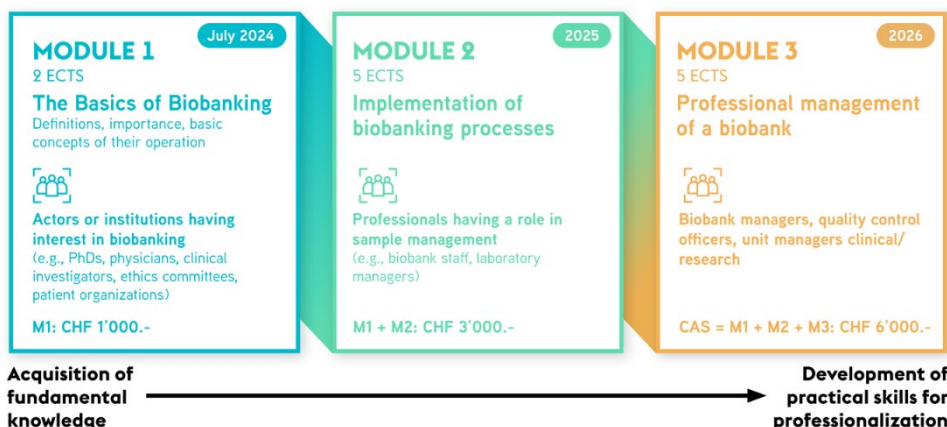 July 2024
MODULE 1
2 ECTS
The Basics of Biobanking
Definitions, importance, basic
concepts of their operation
Actors or institutions having
interest in biobanking
(e.g., PhDs, physicians, clinical
investigators, ethics committees,
patient organizations)
M1: CHF 1'000.-
2025
MODULE 2
5 ECTS
Implementation of
biobanking processes
Professionals having a role in
sample management
(e.g., biobank staff, laboratory
managers)
M1 + M2: CHF 3'000.-
2026
MODULE 3
5 ECTS
Professional management
of a biobank
Biobank managers, quality control
officers, unit managers clinical/
research
CAS = M1 + M2 + M3: CHF 6'000.-
Acquisition of
fundamental
knowledge
Development of
practical skills for
professionalization